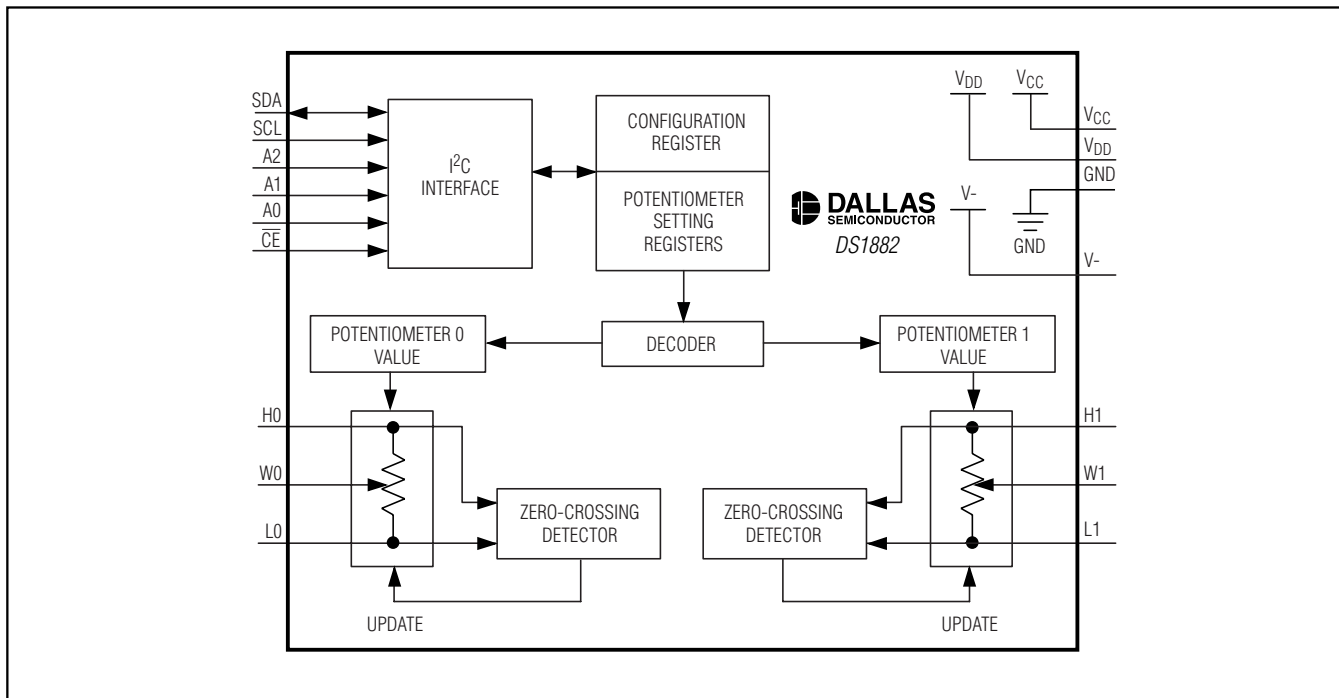 SDA
SCL
A2
A1
A0
CE
I²C
INTERFACE
CONFIGURATION
REGISTER
POTENTIOMETER
SETTING
REGISTERS
VDD
VCC
VCC
VDD
GND
V-
GND
V-
DALLAS
SEMICONDUCTOR
DS1882
POTENTIOMETER 0
VALUE
DECODER
POTENTIOMETER 1
VALUE
H0
W0
L0
ZERO-CROSSING
DETECTOR
UPDATE
ZERO-CROSSING
DETECTOR
H1
W1
L1
UPDATE